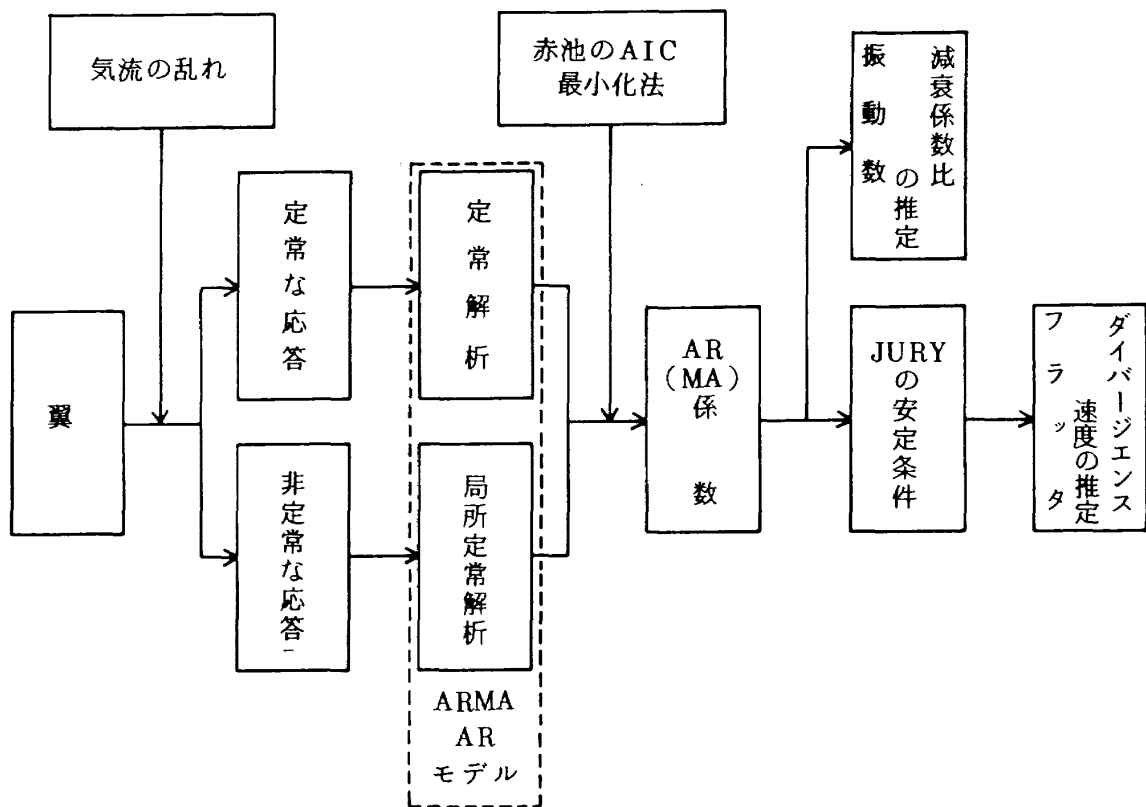 気流の乱れ
赤池のAIC
最小化法
減衰係数比
振動数
の推定
定常な応答
定常解析
翼
AR
(MA)
係数
JURY
の安定条件
ダイバージェンス
フラッタ
速度の推定
非定常な応答
局所定常解析
ARMA
AR
モデル